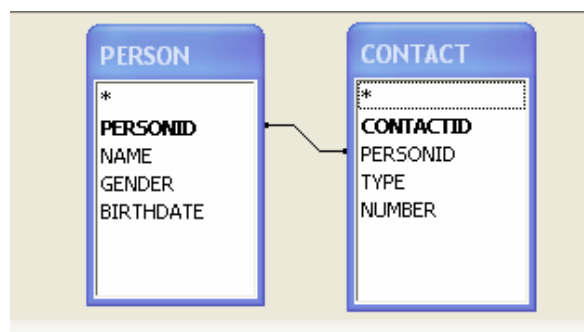 PERSON
*
PERSONID
NAME
GENDER
BIRTHDATE
CONTACT
*
CONTACTID
PERSONID
TYPE
NUMBER